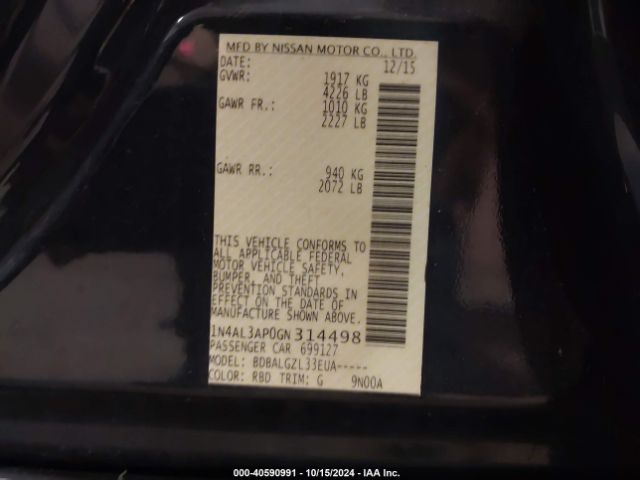 MFD BY NISSAN MOTOR CO., LTD.
DATE: 12/15
GVWR: 1917 KG
4226 LB
GAWR FR.: 1010 KG
2227 LB
GAWR RR.: 940 KG
2072 LB
THIS VEHICLE CONFORMS TO
ALL APPLICABLE FEDERAL
MOTOR VEHICLE SAFETY,
BUMPER, AND THEFT
PREVENTION STANDARDS IN
EFFECT ON THE DATE OF
MANUFACTURE SHOWN ABOVE.
1N4AL3AP0GN314498
PASSENGER CAR 699127
MODEL: BDBALGZL33EUA-----
COLOR: RBD TRIM: G 9N00A
000-40590991 - 10/15/2024 - IAA Inc.